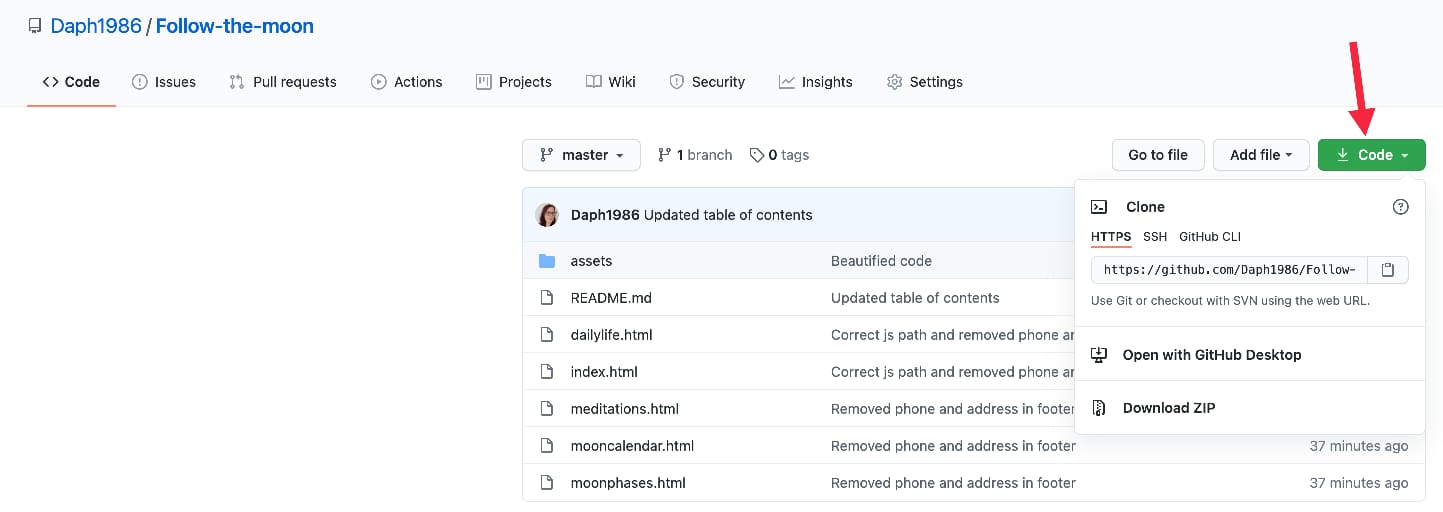 Daph1986 / Follow-the-moon
Code Issues Pull requests Actions Projects Wiki Security Insights Settings
master 1 branch 0 tags Go to file Add file Code
Daph1986 Updated table of contents
Clone
HTTPS SSH GitHub CLI
https://github.com/Daph1986/Follow-
Use Git or checkout with SVN using the web URL.
Open with GitHub Desktop
Download ZIP
assets Beautified code
README.md Updated table of contents
dailylife.html Correct js path and removed phone
index.html Correct js path and removed phone
meditations.html Removed phone and address in footer
mooncalendar.html Removed phone and address in footer 37 minutes ago
moonphases.html Removed phone and address in footer 37 minutes ago